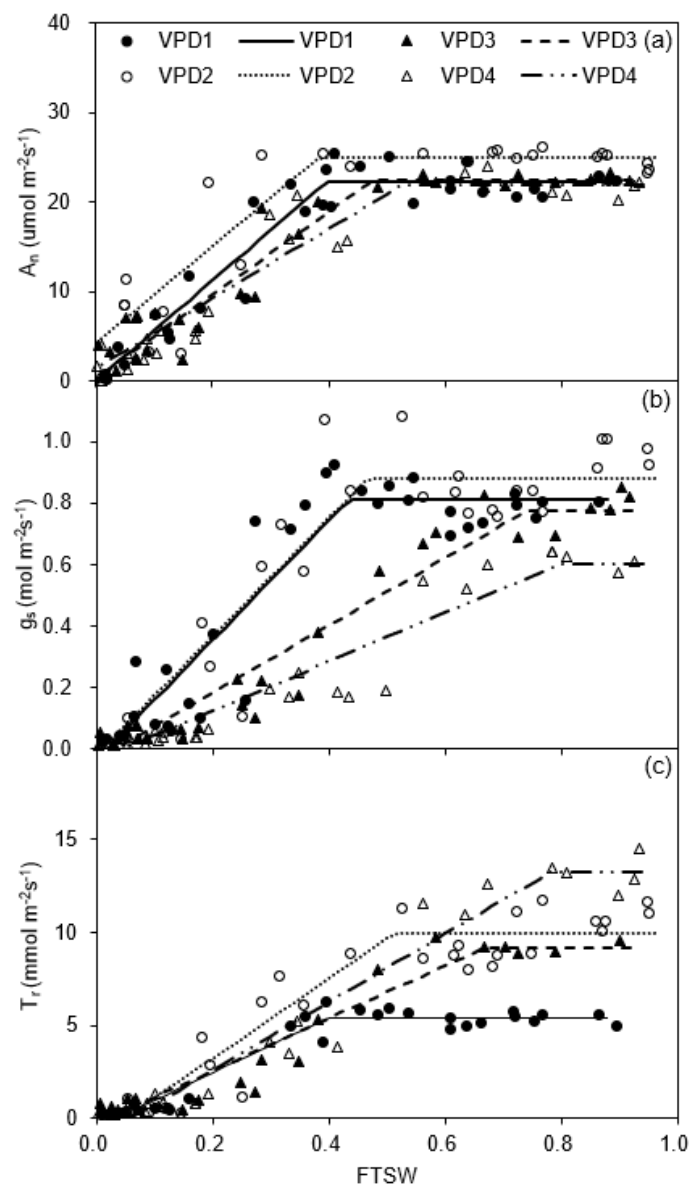 40
VPD1 VPD1 VPD3 VPD3 (a)
VPD2 VPD2 VPD4 VPD4
30
20
10
0
Aₙ (umol m⁻²s⁻¹)
(b)
1.0
0.8
0.6
0.4
0.2
0.0
gₛ (mol m⁻²s⁻¹)
(c)
15
10
5
0
Tᵣ (mmol m⁻²s⁻¹)
0.0 0.2 0.4 0.6 0.8 1.0
FTSW